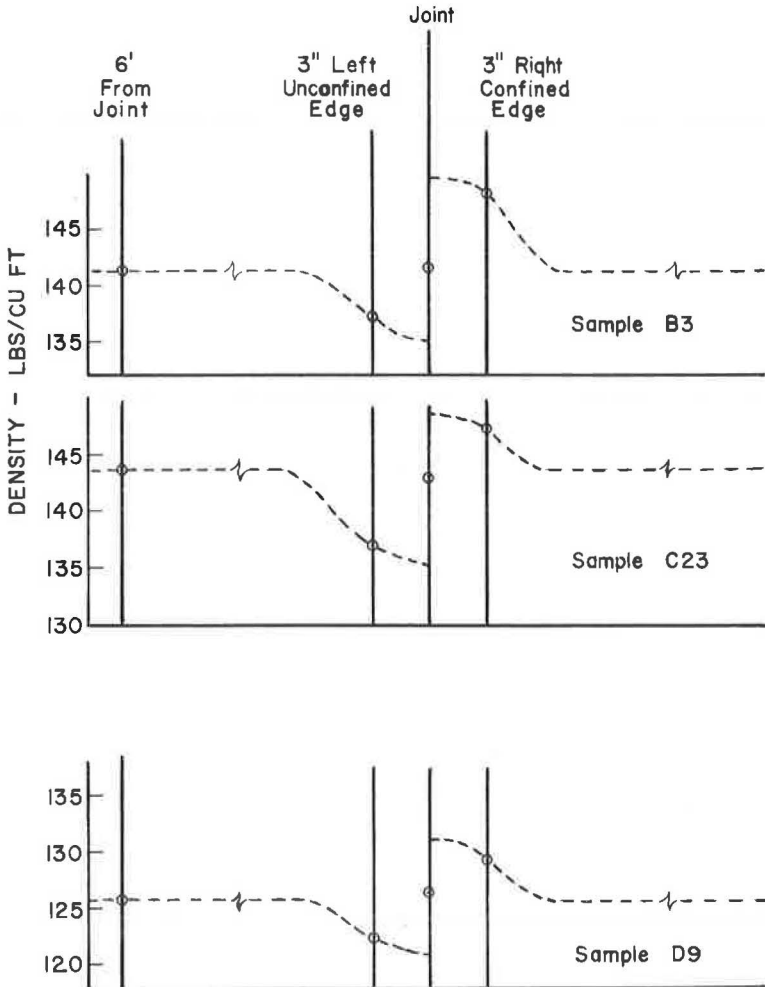 Joint
6'
From
Joint
3" Left
Unconfined
Edge
3" Right
Confined
Edge
DENSITY - LBS/CU FT
145
140
135
Sample B3
145
140
135
130
Sample C23
135
130
125
120
Sample D9